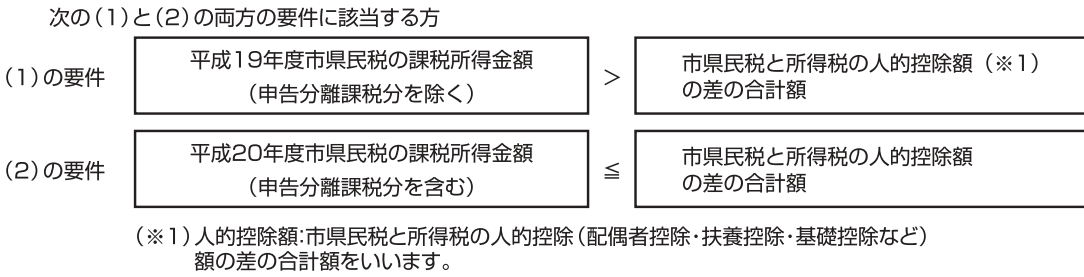 次の(1)と(2)の両方の要件に該当する方
(1)の要件
平成19年度市県民税の課税所得金額
(申告分離課税分を除く)
>
市県民税と所得税の人的控除額(※1)
の差の合計額
(2)の要件
平成20年度市県民税の課税所得金額
(申告分離課税分を含む)
≦
市県民税と所得税の人的控除額
の差の合計額
(※1)人的控除額:市県民税と所得税の人的控除(配偶者控除・扶養控除・基礎控除など)
額の差の合計額をいいます。